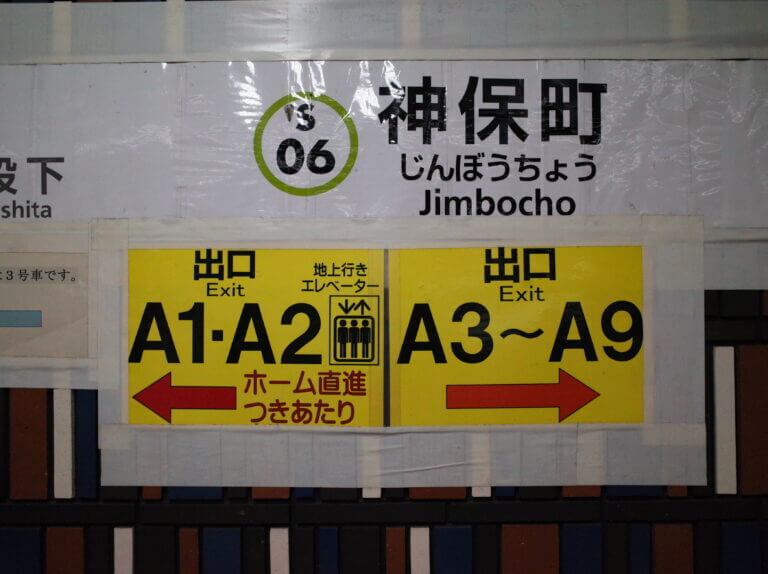 S
06
神保町
じんぼうちょう
Jimbocho
段下
shita
は3号車です。
出口
Exit
地上行き
エレベーター
A1・A2
ホーム直進
つきあたり
出口
Exit
A3～A9